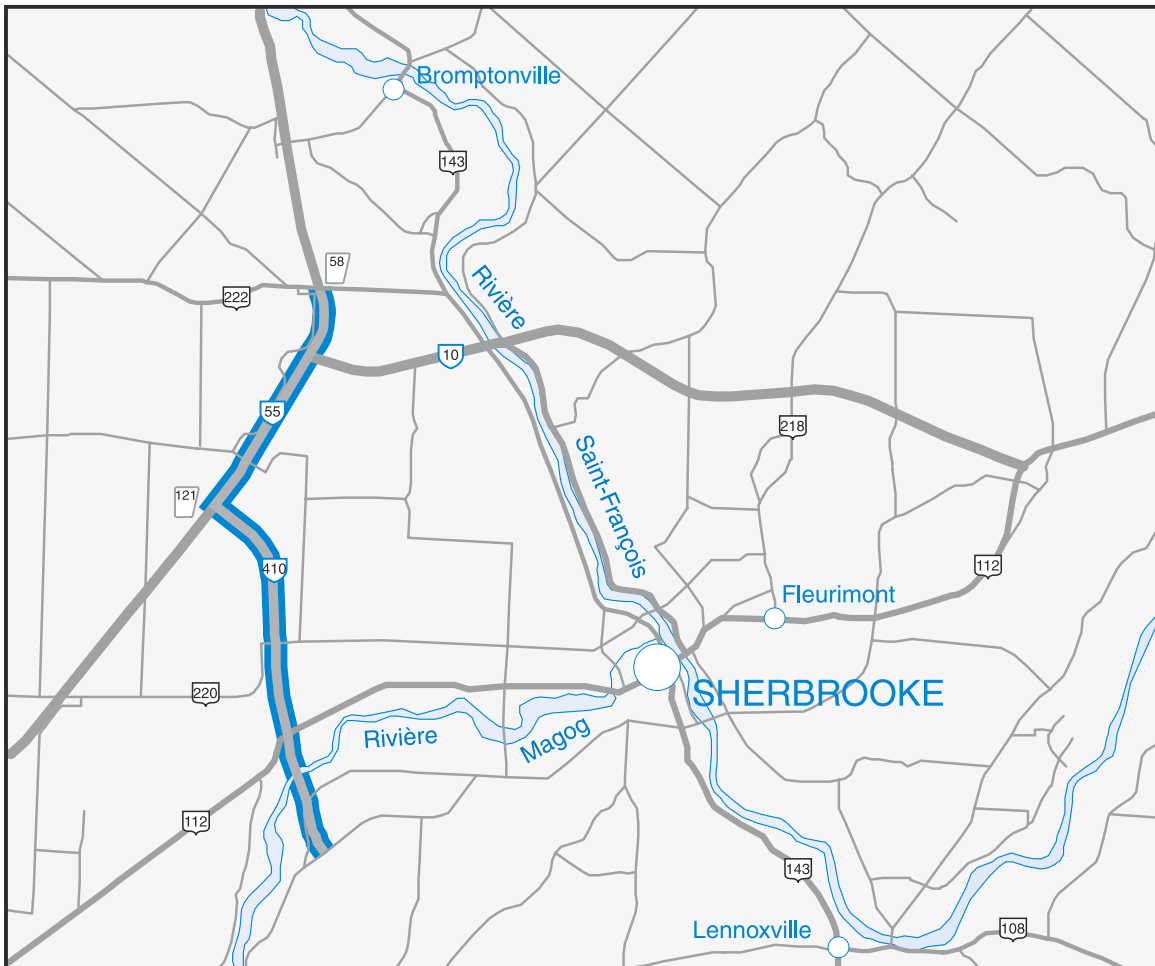 Bromptonville
143
58
Rivière
222
10
55
218
Saint-François
121
410
112
Fleurimont
220
SHERBROOKE
Rivière
Magog
112
143
Lennoxville
108